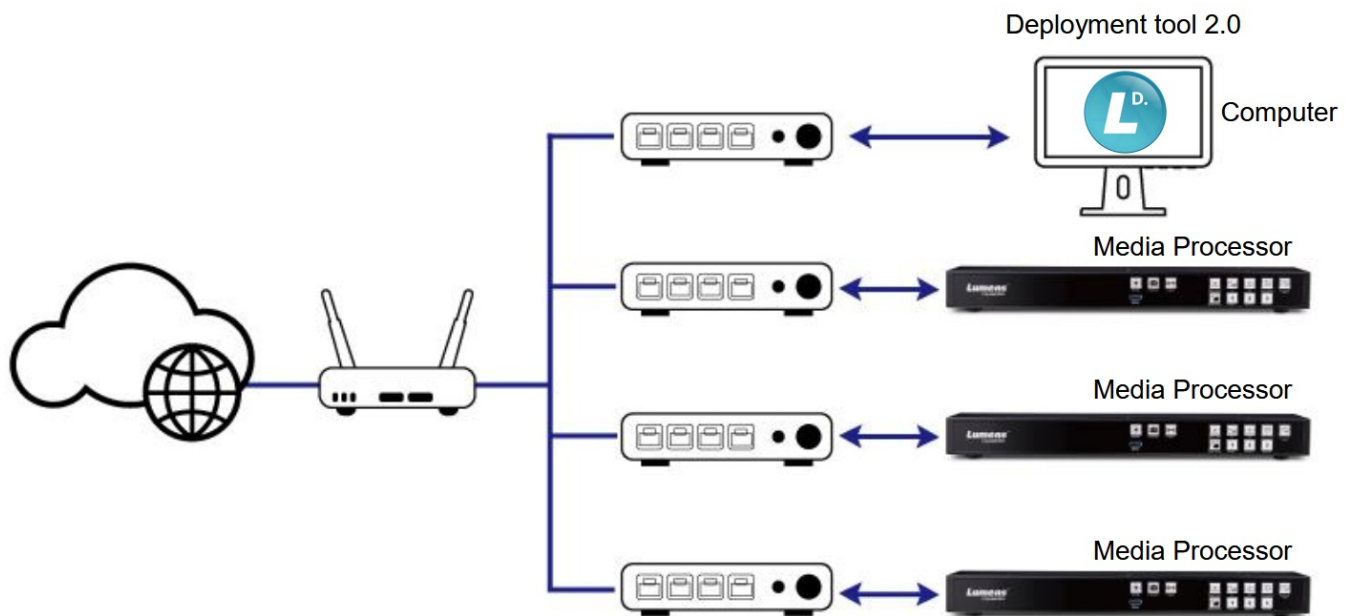 Deployment tool 2.0
L D.
Computer
Media Processor
Lumens
Media Processor
Lumens
Media Processor
Lumens